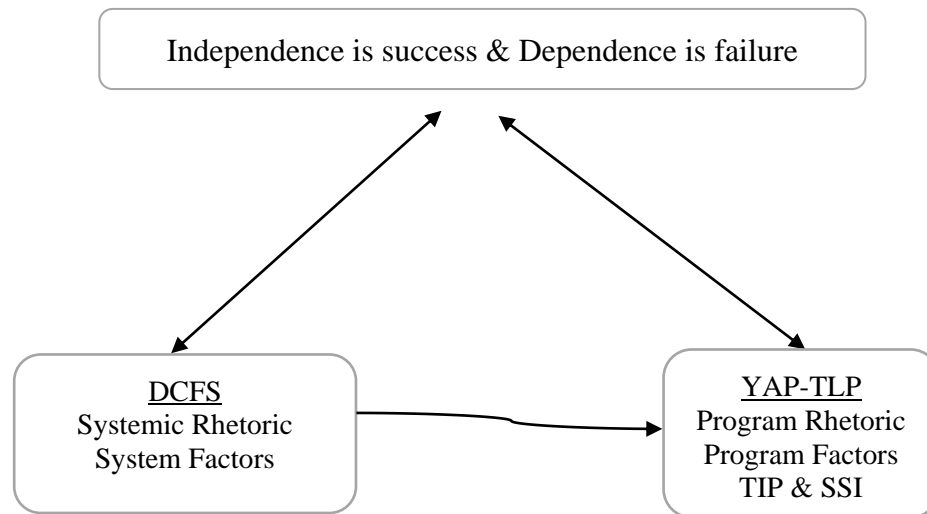 Independence is success & Dependence is failure
DCFS
Systemic Rhetoric
System Factors
YAP-TLP
Program Rhetoric
Program Factors
TIP & SSI